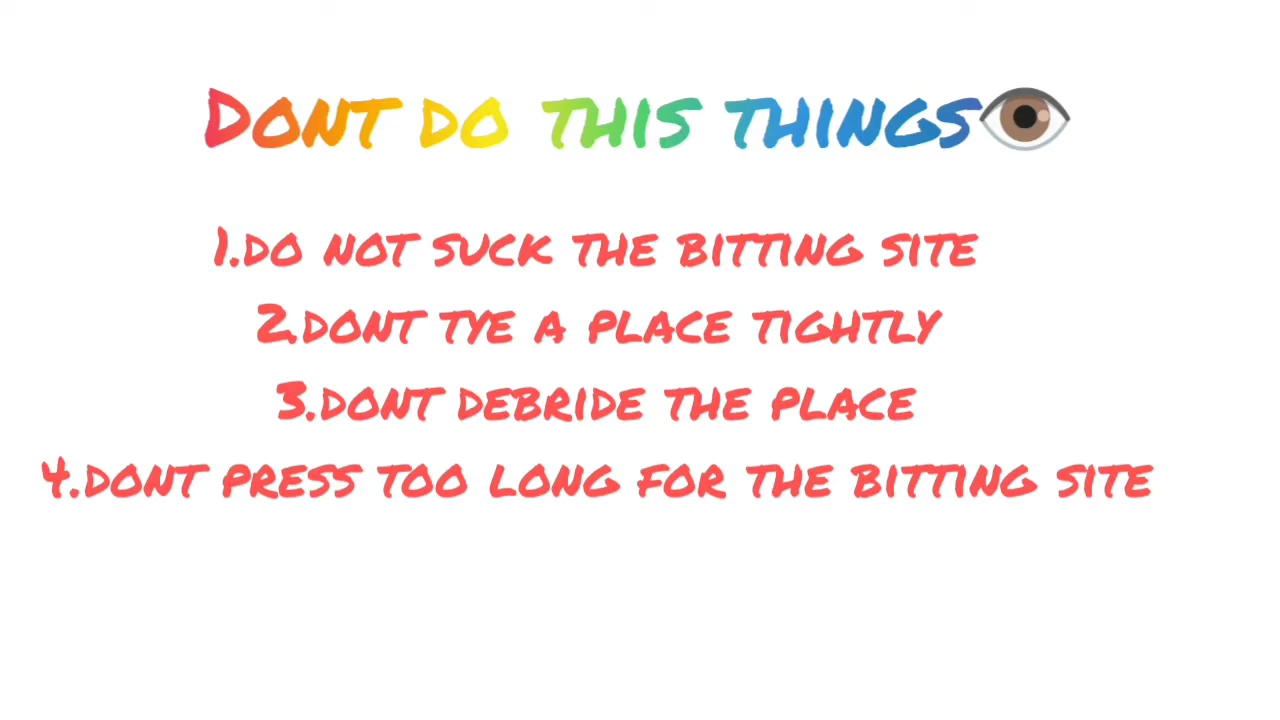 Dont do this things👁️
1.do not suck the bitting site
2.dont tye a place tightly
3.dont debride the place
4.dont press too long for the bitting site